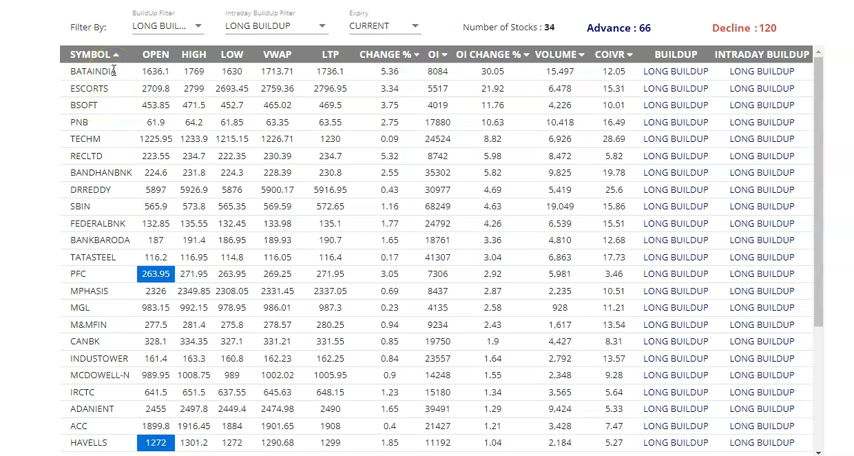 BuildUp Filter Intraday BuildUp Filter Expiry
Filter By: LONG BUIL... LONG BUILDUP CURRENT Number of Stocks : 34 Advance : 66 Decline : 120
SYMBOL OPEN HIGH LOW VWAP LTP CHANGE % OI OI CHANGE % VOLUME COIVR BUILDUP INTRADAY BUILDUP
BATAINDIA 1636.1 1769 1630 1713.71 1736.1 5.36 8084 30.05 15,497 12.05 LONG BUILDUP LONG BUILDUP
ESCORTS 2709.8 2799 2693.45 2759.36 2796.95 3.34 5517 21.92 6,478 15.31 LONG BUILDUP LONG BUILDUP
BSOFT 453.85 471.5 452.7 465.02 469.5 3.75 4019 11.76 4,226 10.01 LONG BUILDUP LONG BUILDUP
PNB 61.9 64.2 61.85 63.35 63.55 2.75 17880 10.63 10,418 16.49 LONG BUILDUP LONG BUILDUP
TECHM 1225.95 1233.9 1215.15 1226.71 1230 0.09 24524 8.82 6,926 28.69 LONG BUILDUP LONG BUILDUP
RECLTD 223.55 234.7 222.35 230.39 234.7 5.32 8742 5.98 8,472 5.82 LONG BUILDUP LONG BUILDUP
BANDHANBNK 224.6 231.8 224.3 228.39 230.8 2.55 35302 5.82 9,825 19.78 LONG BUILDUP LONG BUILDUP
DRREDDY 5897 5926.9 5876 5900.17 5916.95 0.43 30977 4.69 5,419 25.6 LONG BUILDUP LONG BUILDUP
SBIN 565.9 573.8 565.35 569.59 572.65 1.16 68249 4.63 19,049 15.86 LONG BUILDUP LONG BUILDUP
FEDERALBNK 132.85 135.55 132.45 133.98 135.1 1.77 24792 4.26 6,539 15.51 LONG BUILDUP LONG BUILDUP
BANKBARODA 187 191.4 186.95 189.93 190.7 1.65 18761 3.36 4,810 12.68 LONG BUILDUP LONG BUILDUP
TATASTEEL 116.2 116.95 114.8 116.05 116.4 0.17 41307 3.04 6,863 17.73 LONG BUILDUP LONG BUILDUP
PFC 263.95 271.95 263.95 269.25 271.95 3.05 7306 2.92 5,981 3.46 LONG BUILDUP LONG BUILDUP
MPHASIS 2326 2349.85 2308.05 2331.45 2337.05 0.69 8437 2.87 2,235 10.51 LONG BUILDUP LONG BUILDUP
MGL 983.15 992.15 978.95 986.01 987.3 0.23 4135 2.58 928 11.21 LONG BUILDUP LONG BUILDUP
M&MFIN 277.5 281.4 275.8 278.57 280.25 0.94 9234 2.43 1,617 13.54 LONG BUILDUP LONG BUILDUP
CANBK 328.1 334.35 327.1 331.21 331.55 0.85 19750 1.9 4,427 8.31 LONG BUILDUP LONG BUILDUP
INDUSTOWER 161.4 163.3 160.8 162.23 162.25 0.84 23557 1.64 2,792 13.57 LONG BUILDUP LONG BUILDUP
MCDOWELL-N 989.95 1008.75 989 1002.02 1005.95 0.9 14248 1.55 2,348 9.28 LONG BUILDUP LONG BUILDUP
IRCTC 641.5 651.5 637.55 645.63 648.15 1.23 15180 1.34 3,565 5.64 LONG BUILDUP LONG BUILDUP
ADANIENT 2455 2497.8 2449.4 2474.98 2490 1.65 39491 1.29 9,424 5.33 LONG BUILDUP LONG BUILDUP
ACC 1899.8 1916.45 1884 1901.65 1908 0.4 21427 1.21 3,428 7.47 LONG BUILDUP LONG BUILDUP
HAVELLS 1272 1301.2 1272 1290.68 1299 1.85 11192 1.04 2,184 5.27 LONG BUILDUP LONG BUILDUP